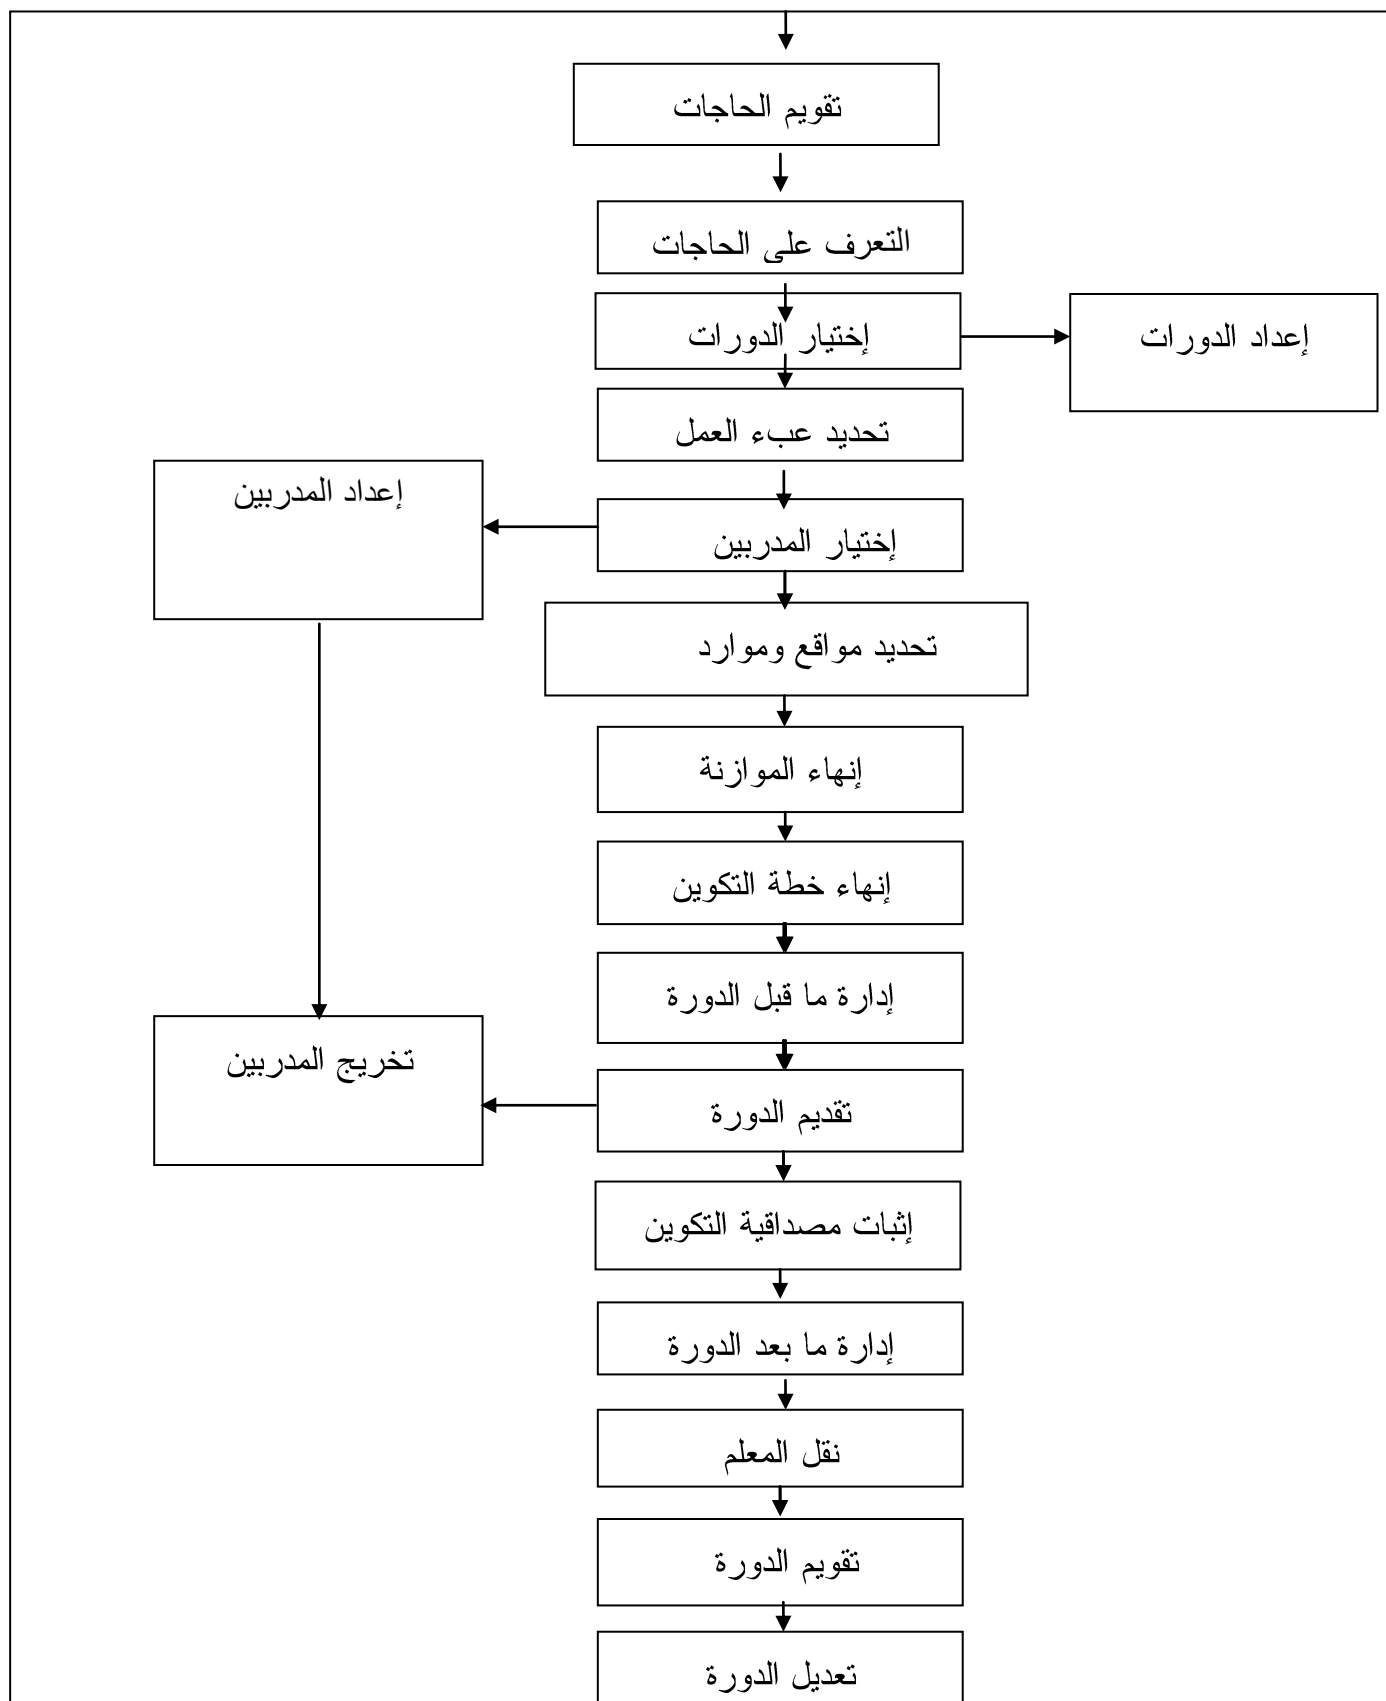 تقويم الحاجات
التعرف على الحاجات
إختيار الدورات
إعداد الدورات
تحديد عبء العمل
إعداد المدربين
إختيار المدربين
تحديد مواقع وموارد
إنهاء الموازنة
إنهاء خطة التكوين
إدارة ما قبل الدورة
تخريج المدربين
تقديم الدورة
إثبات مصداقية التكوين
إدارة ما بعد الدورة
نقل المعلم
تقويم الدورة
تعديل الدورة